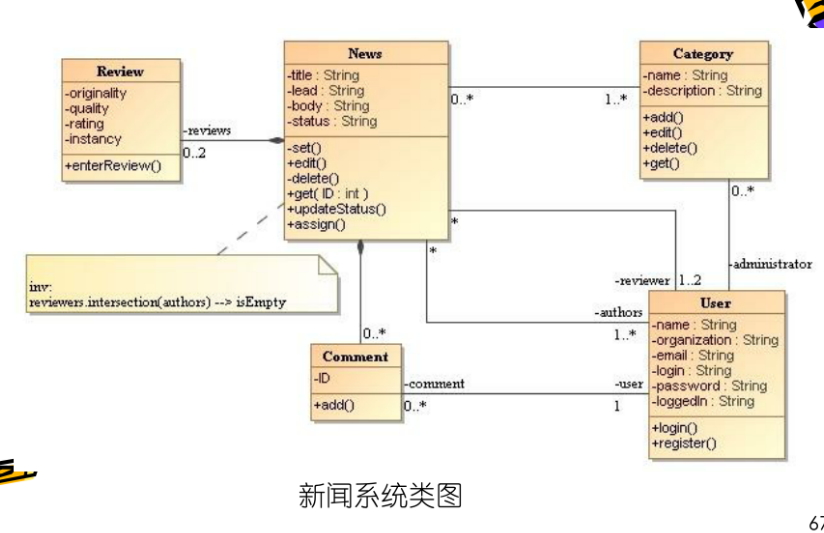 News
-title : String
-lead : String
-body : String
-status : String
-set()
+edit()
-delete()
+get( ID : int )
+updateStatus()
+assign()
Category
-name : String
-description : String
+add()
+edit()
+delete()
+get()
Review
-originality
-quality
-rating
-instancy
+enterReview()
-reviews
0..2
0..*
1..*
0..*
-administrator
*
-reviewer
1..2
*
-authors
1..*
inv:
reviewers.intersection(authors) --> isEmpty
0..*
Comment
-ID
+add()
-comment
0..*
-user
1
User
-name : String
-organization : String
-email : String
-login : String
-password : String
-loggedIn : String
+login()
+register()
新闻系统类图
67